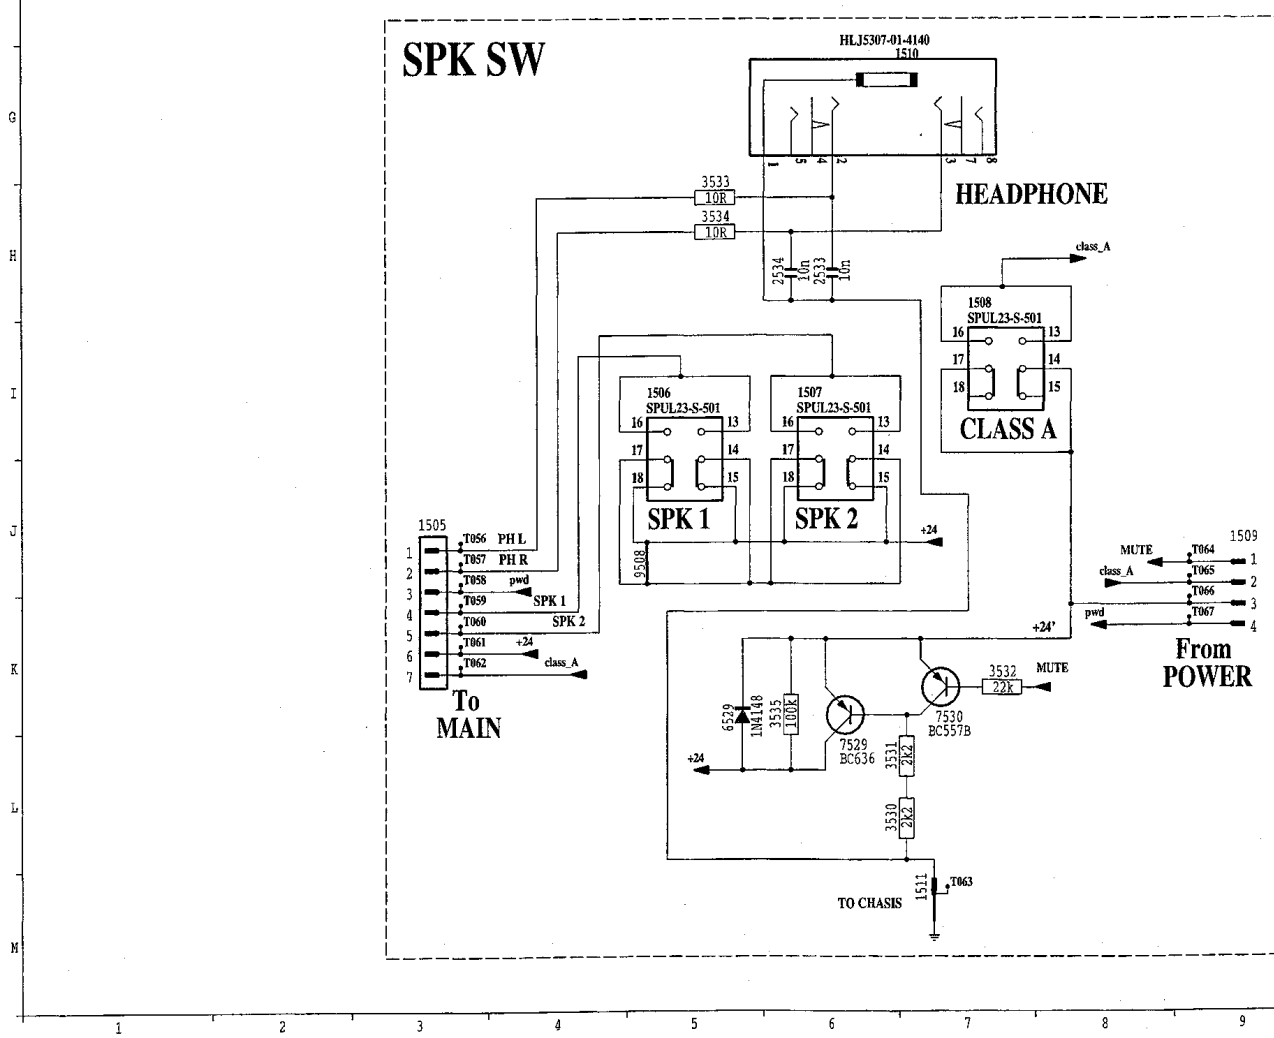 SPK SW
HLJ5307-01-4140
1510
1
5
4
2
3
7
8
HEADPHONE
3533
10R
3534
10R
2534
10n
2533
10n
class_A
1508
SPUL23-S-501
16
13
17
14
18
15
CLASS A
1506
SPUL23-S-501
16
13
17
14
18
15
SPK 1
1507
SPUL23-S-501
16
13
17
14
18
15
SPK 2
+24
9508
1505
1
T056
PH L
2
T057
PH R
3
T058
pwd
4
T059
SPK 1
5
T060
SPK 2
6
T061
+24
7
T062
class_A
To
MAIN
1509
MUTE
T064
1
class_A
T065
2
T066
3
pwd
T067
4
From
POWER
+24'
MUTE
3532
22k
7530
BC557B
7529
BC636
6529
1N4148
3535
100k
+24
3531
2k2
3530
2k2
1511
T063
TO CHASIS
G
H
I
J
K
L
M
1
2
3
4
5
6
7
8
9